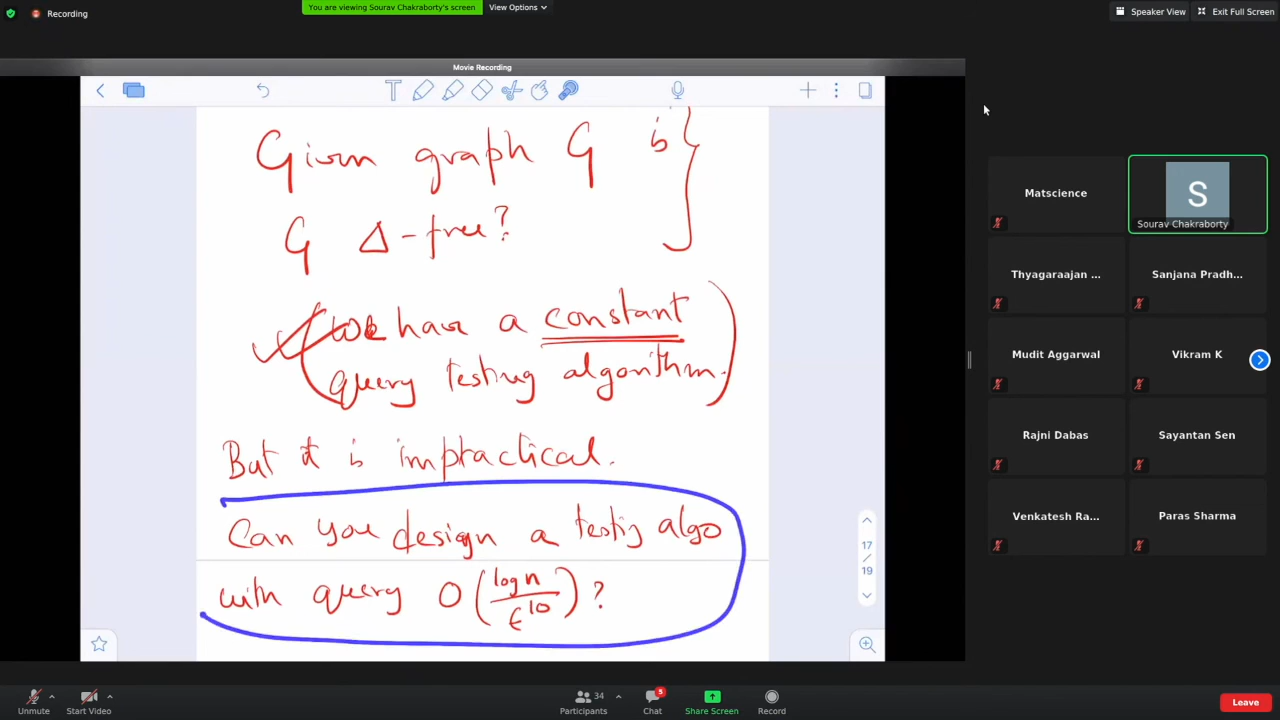 Recording
You are viewing Sourav Chakraborty's screen
View Options
Speaker View
Exit Full Screen
Movie Recording
Given graph G is
G Δ-free?
(We have a constant
query testing algorithm.)
But it is impractical.
Can you design a testig algo
with query O(log n / ε^10)?
17
/
19
Matscience
S
Sourav Chakraborty
Thyagaraajan ...
Sanjana Pradh...
Mudit Aggarwal
Vikram K
Rajni Dabas
Sayantan Sen
Venkatesh Ra...
Paras Sharma
Unmute
Start Video
34
Participants
5
Chat
Share Screen
Record
Leave